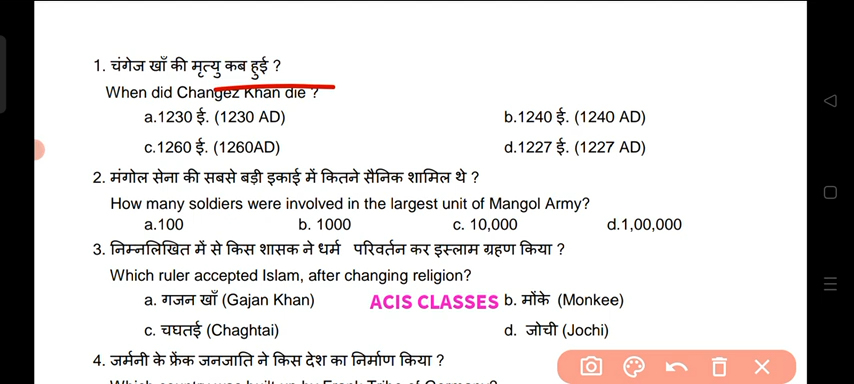 1. चंगेज खाँ की मृत्यु कब हुई ?
When did Changez Khan die ?
a.1230 ई. (1230 AD) b.1240 ई. (1240 AD)
c.1260 ई. (1260AD) d.1227 ई. (1227 AD)
2. मंगोल सेना की सबसे बड़ी इकाई में कितने सैनिक शामिल थे ?
How many soldiers were involved in the largest unit of Mangol Army?
a.100 b. 1000 c. 10,000 d.1,00,000
3. निम्नलिखित में से किस शासक ने धर्म परिवर्तन कर इस्लाम ग्रहण किया ?
Which ruler accepted Islam, after changing religion?
a. गजन खाँ (Gajan Khan) ACIS CLASSES b. मोंके (Monkee)
c. चघतई (Chaghtai) d. जोची (Jochi)
4. जर्मनी के फ्रेंक जनजाति ने किस देश का निर्माण किया ?